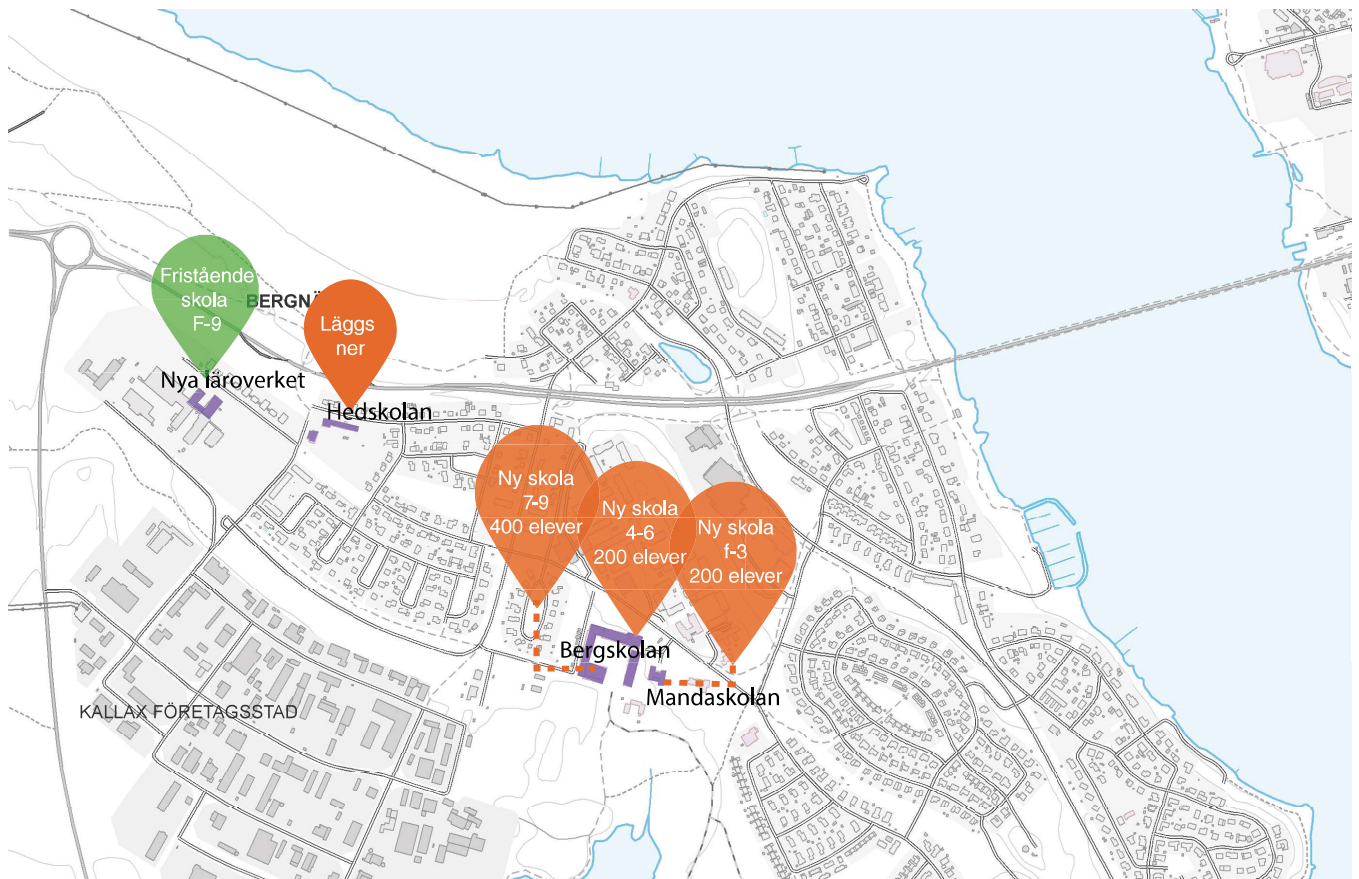 Fristående
skola
F-9
BERGNÄ
Läggs
ner
Nya läroverket
Hedskolan
Ny skola
7-9
400 elever
Ny skola
4-6
200 elever
Ny skola
f-3
200 elever
Bergskolan
Mandaskolan
KALLAX FÖRETAGSSTAD